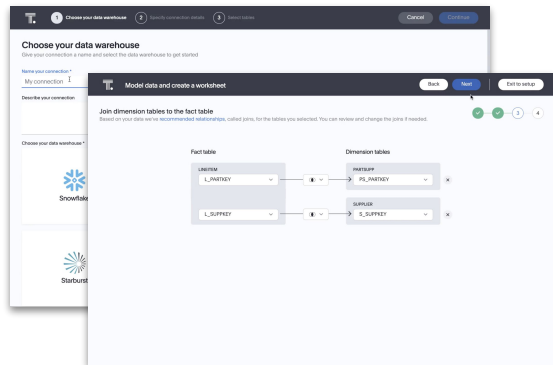 T.
1 Choose your data warehouse
2 Specify connection details
3 Select tables
Cancel
Continue
Choose your data warehouse
Give your connection a name and select the data warehouse to get started
Name your connection *
My connection
Describe your connection
Choose your data warehouse *
Snowflake
Starburst
T.
Model data and create a worksheet
Back
Next
Exit to setup
Join dimension tables to the fact table
Based on your data we've recommended relationships, called joins, for the tables you selected. You can review and change the joins if needed.
3
4
Fact table
Dimension tables
LINEITEM
PARTSUPP
L_PARTKEY
PS_PARTKEY
SUPPLIER
L_SUPPKEY
S_SUPPKEY